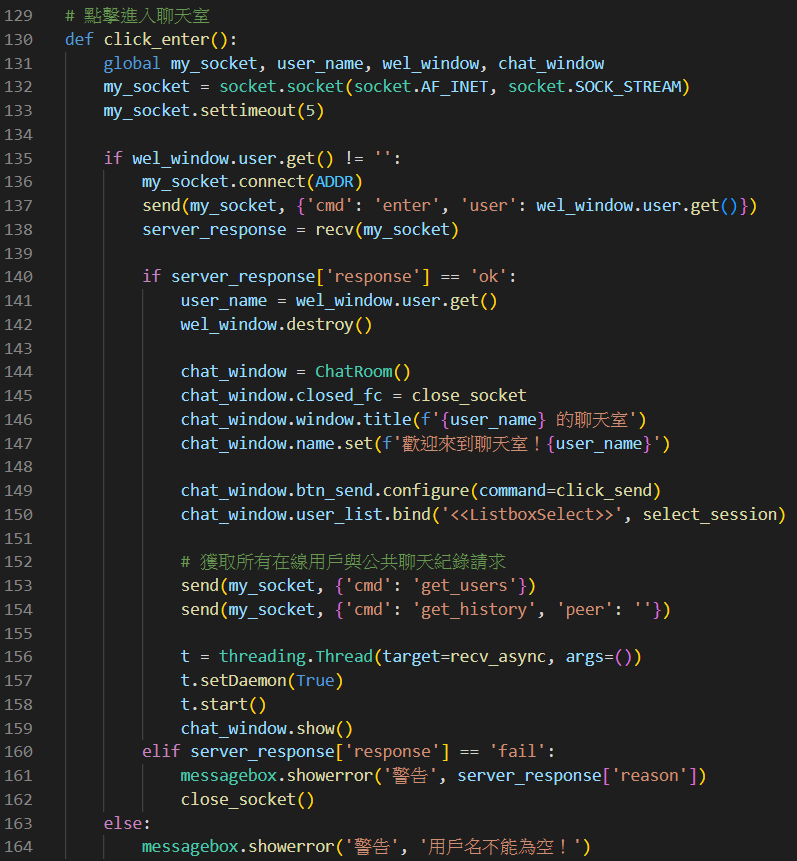 129 # 點擊進入聊天室
130 def click_enter():
131     global my_socket, user_name, wel_window, chat_window
132     my_socket = socket.socket(socket.AF_INET, socket.SOCK_STREAM)
133     my_socket.settimeout(5)
134
135     if wel_window.user.get() != '':
136         my_socket.connect(ADDR)
137         send(my_socket, {'cmd': 'enter', 'user': wel_window.user.get()})
138         server_response = recv(my_socket)
139
140         if server_response['response'] == 'ok':
141             user_name = wel_window.user.get()
142             wel_window.destroy()
143
144             chat_window = ChatRoom()
145             chat_window.closed_fc = close_socket
146             chat_window.window.title(f'{user_name} 的聊天室')
147             chat_window.name.set(f'歡迎來到聊天室！{user_name}')
148
149             chat_window.btn_send.configure(command=click_send)
150             chat_window.user_list.bind('<<ListboxSelect>>', select_session)
151
152             # 獲取所有在線用戶與公共聊天紀錄請求
153             send(my_socket, {'cmd': 'get_users'})
154             send(my_socket, {'cmd': 'get_history', 'peer': ''})
155
156             t = threading.Thread(target=recv_async, args=())
157             t.setDaemon(True)
158             t.start()
159             chat_window.show()
160         elif server_response['response'] == 'fail':
161             messagebox.showerror('警告', server_response['reason'])
162             close_socket()
163     else:
164         messagebox.showerror('警告', '用戶名不能為空！')